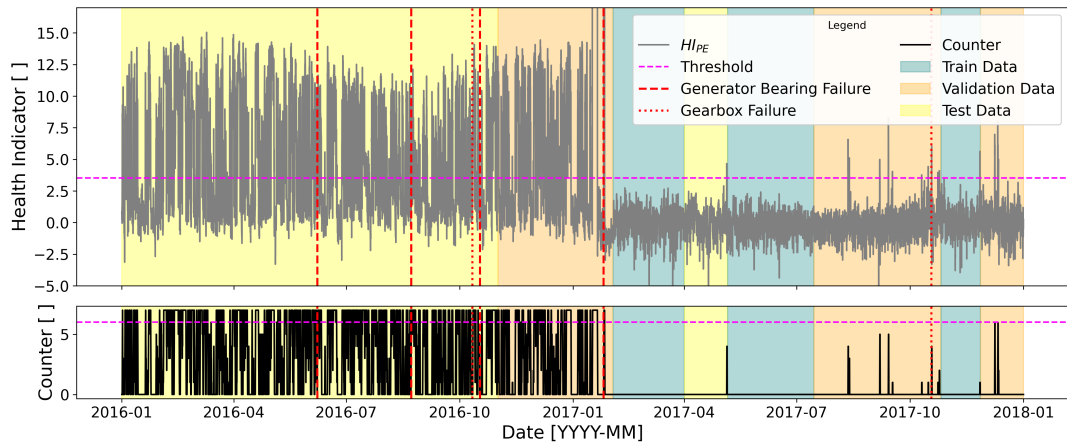 Legend
HI_PE
Threshold
Generator Bearing Failure
Gearbox Failure
Counter
Train Data
Validation Data
Test Data
Health Indicator [ ]
15.0
12.5
10.0
7.5
5.0
2.5
0.0
−2.5
−5.0
Counter [ ]
5
0
2016-01 2016-04 2016-07 2016-10 2017-01 2017-04 2017-07 2017-10 2018-01
Date [YYYY-MM]